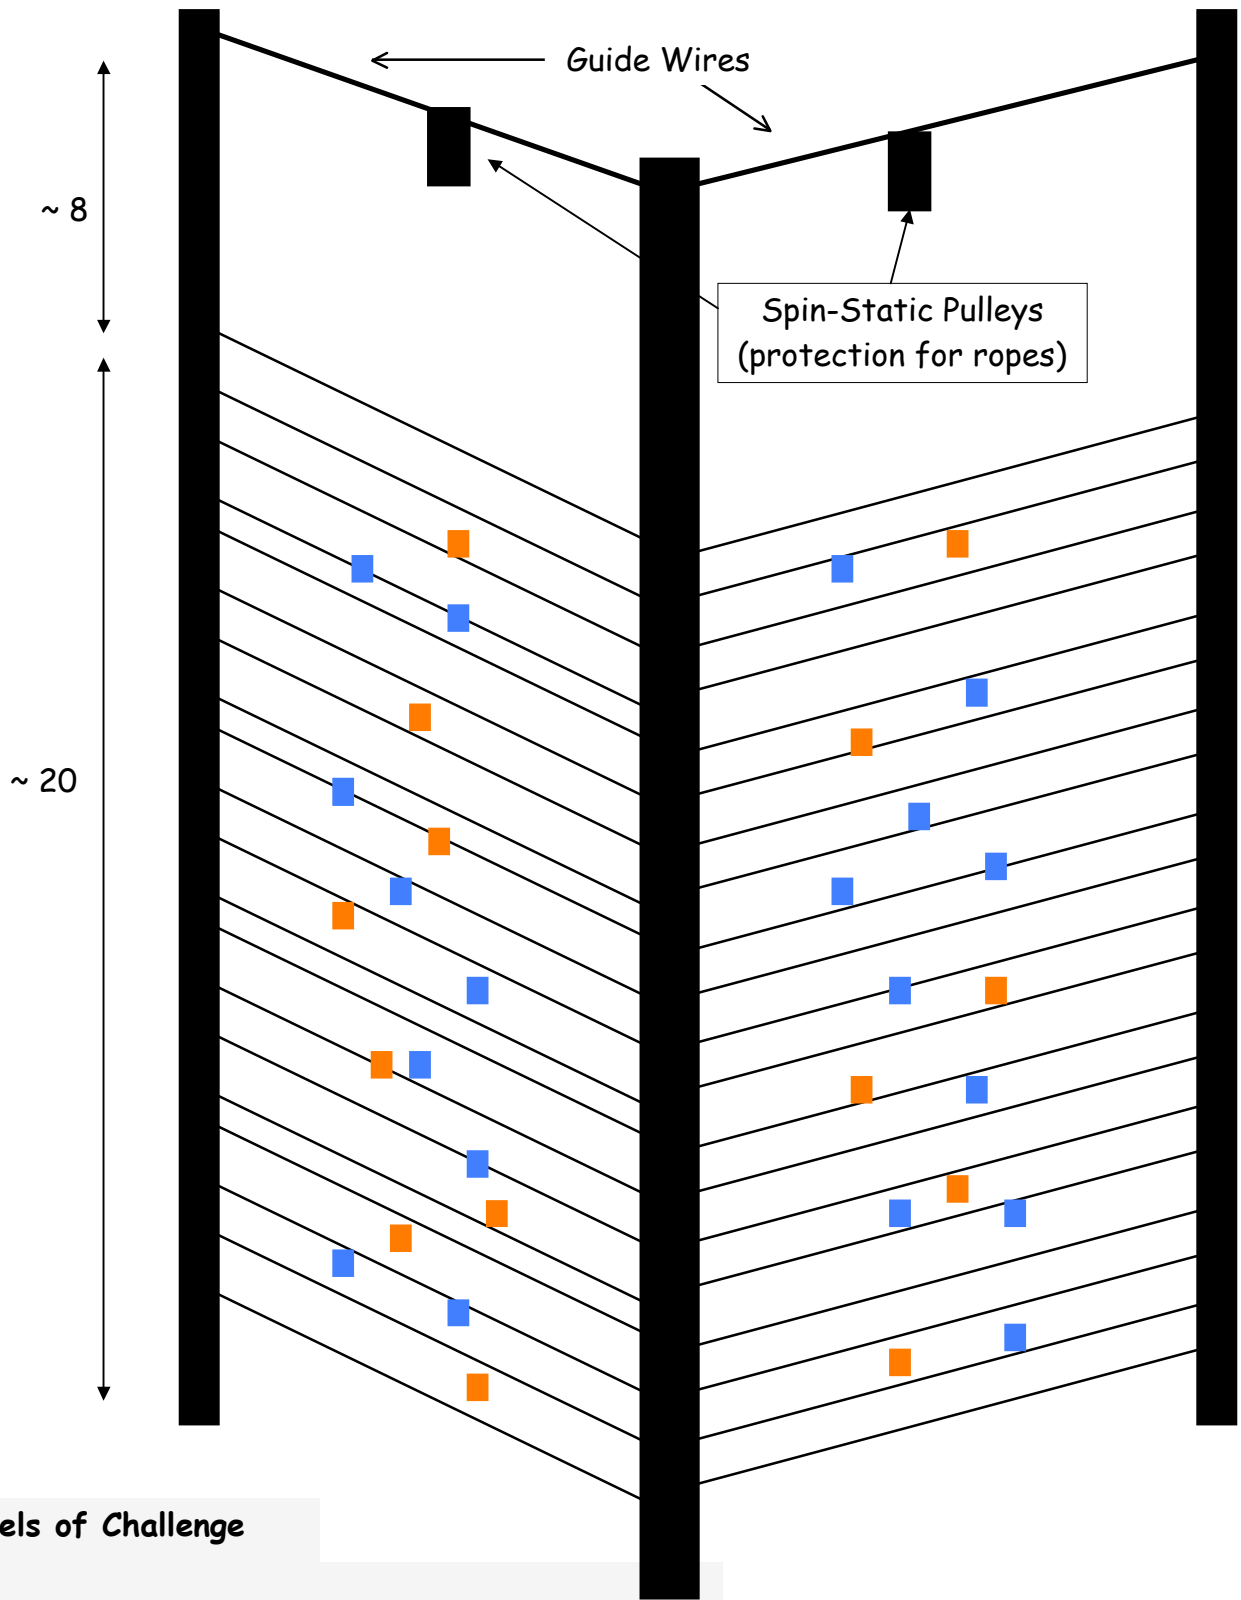 Guide Wires
~ 8
Spin-Static Pulleys
(protection for ropes)
~ 20
els of Challenge